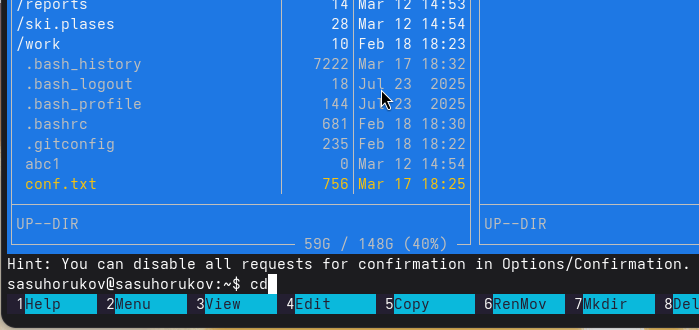 /reports 14 Mar 12 14:53
/ski.plases 28 Mar 12 14:54
/work 10 Feb 18 18:23
.bash_history 7222 Mar 17 18:32
.bash_logout 18 Jul 23 2025
.bash_profile 144 Jul 23 2025
.bashrc 681 Feb 18 18:30
.gitconfig 235 Feb 18 18:22
abc1 0 Mar 12 14:54
conf.txt 756 Mar 17 18:25
UP--DIR UP--DIR
59G / 148G (40%)
Hint: You can disable all requests for confirmation in Options/Confirmation.
sasuhorukov@sasuhorukov:~$ cd
1Help 2Menu 3View 4Edit 5Copy 6RenMov 7Mkdir 8Del